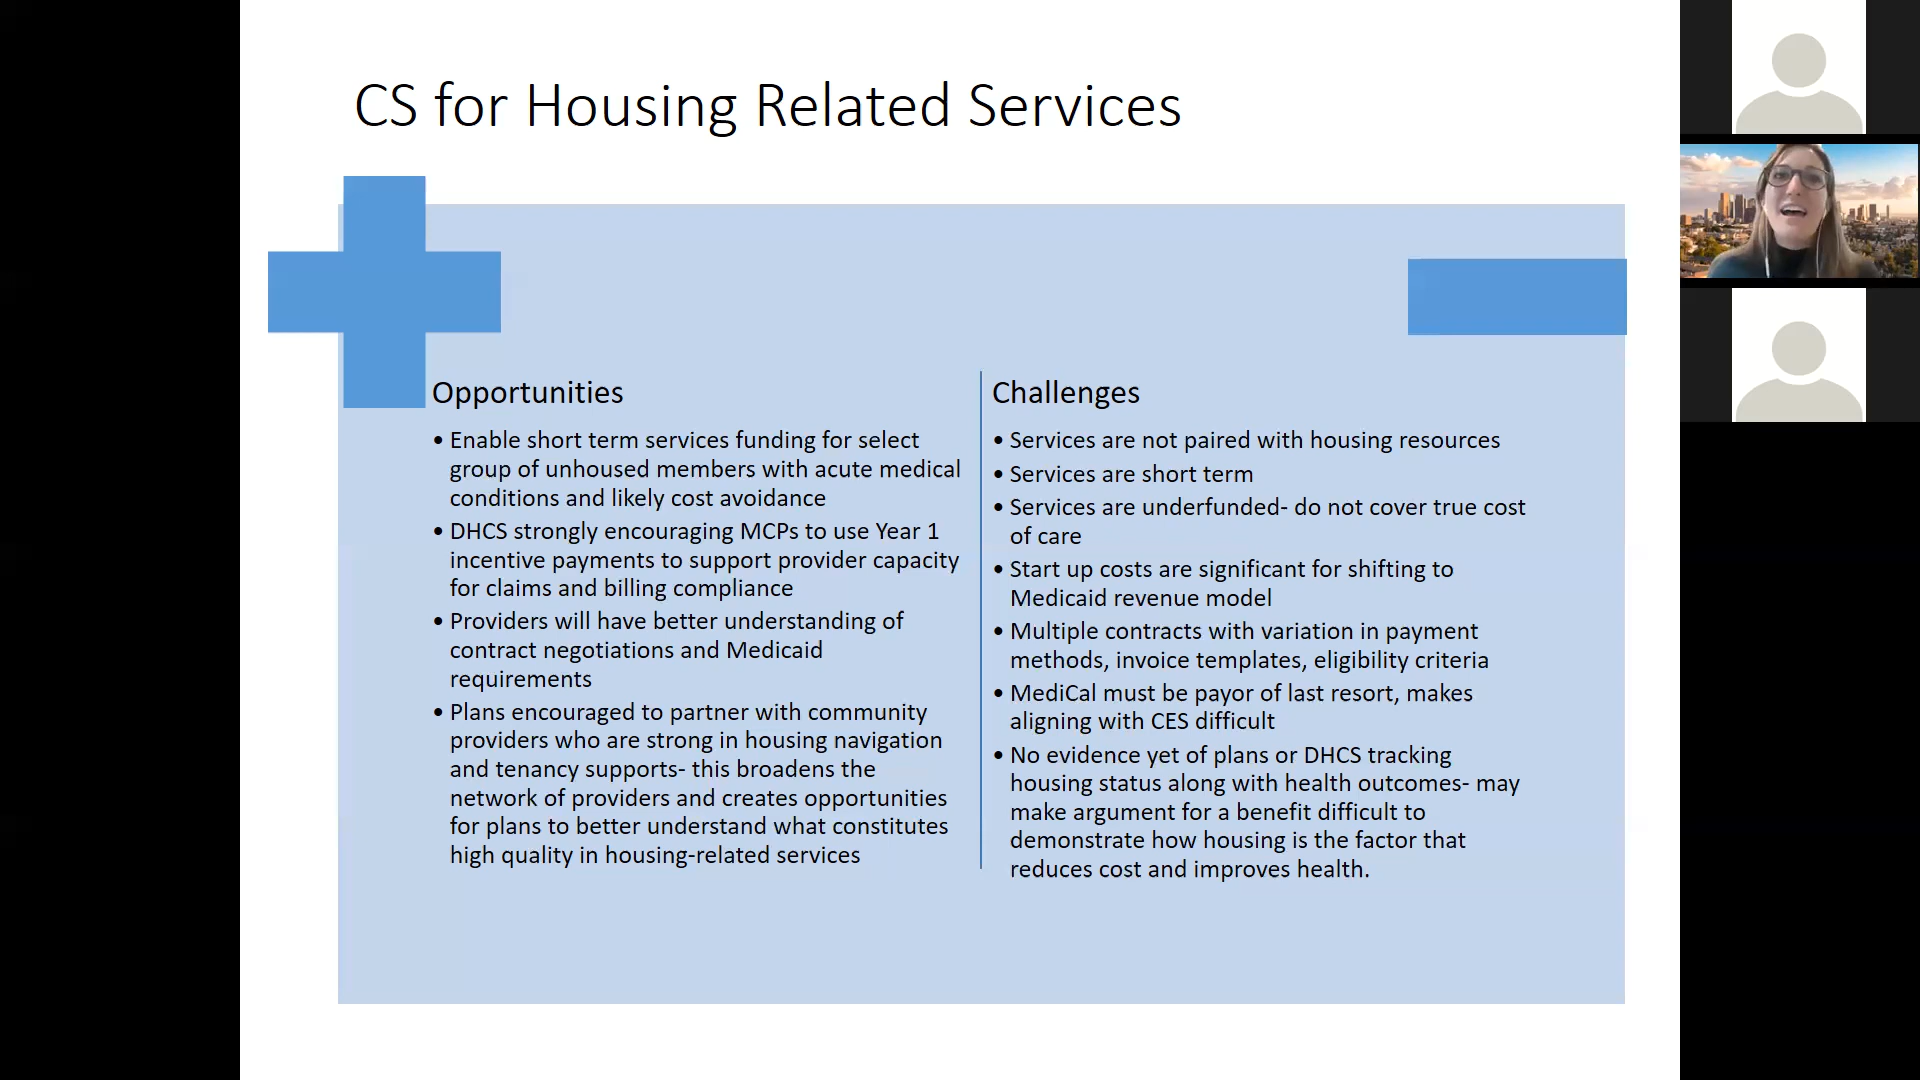 CS for Housing Related Services
Opportunities
• Enable short term services funding for select
group of unhoused members with acute medical
conditions and likely cost avoidance
• DHCS strongly encouraging MCPs to use Year 1
incentive payments to support provider capacity
for claims and billing compliance
• Providers will have better understanding of
contract negotiations and Medicaid
requirements
• Plans encouraged to partner with community
providers who are strong in housing navigation
and tenancy supports- this broadens the
network of providers and creates opportunities
for plans to better understand what constitutes
high quality in housing-related services
Challenges
• Services are not paired with housing resources
• Services are short term
• Services are underfunded- do not cover true cost
of care
• Start up costs are significant for shifting to
Medicaid revenue model
• Multiple contracts with variation in payment
methods, invoice templates, eligibility criteria
• MediCal must be payor of last resort, makes
aligning with CES difficult
• No evidence yet of plans or DHCS tracking
housing status along with health outcomes- may
make argument for a benefit difficult to
demonstrate how housing is the factor that
reduces cost and improves health.